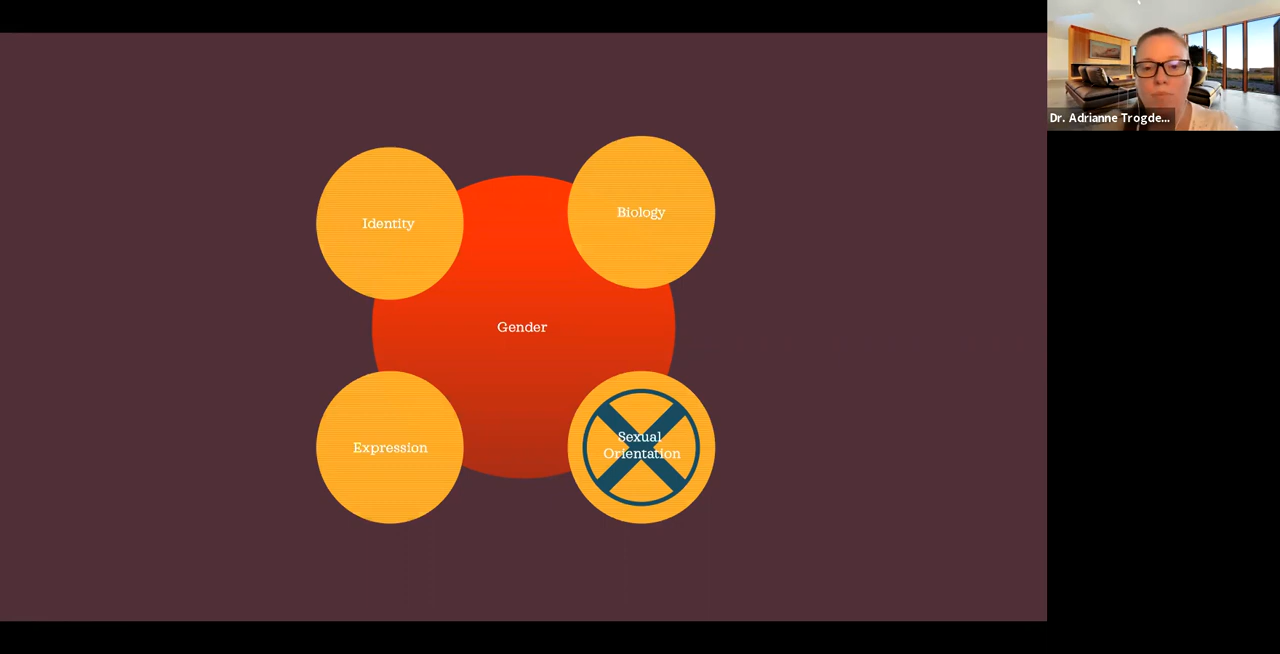 Dr. Adrianne Trogde...
Identity
Biology
Gender
Expression
Sexual
Orientation